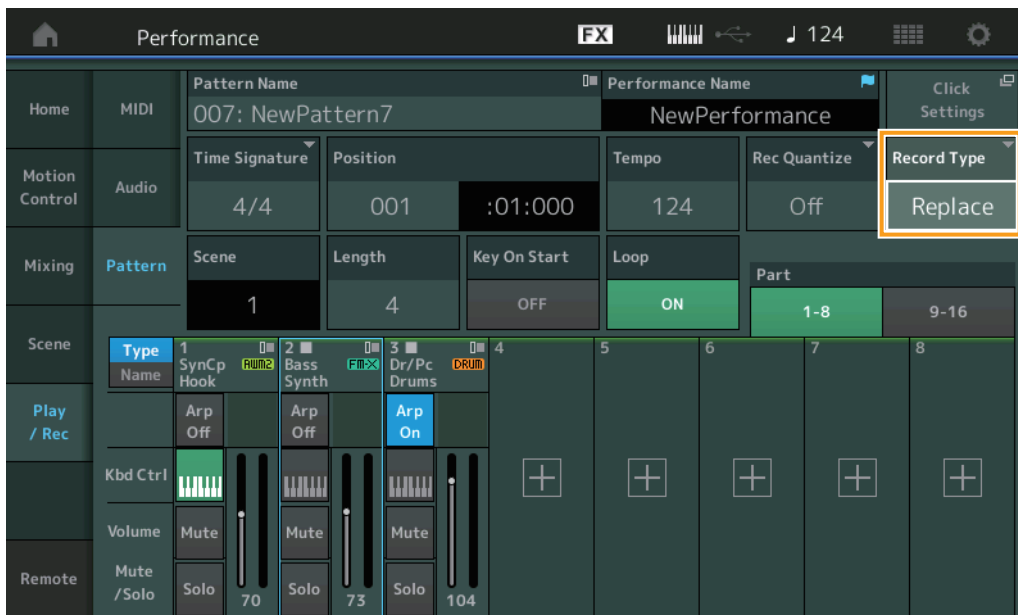 Performance
FX
♩ 124
Home
Motion
Control
Mixing
Scene
Play
/ Rec
Remote
MIDI
Audio
Pattern
Pattern Name
007: NewPattern7
Performance Name
NewPerformance
Click
Settings
Time Signature
4/4
Position
001
:01:000
Tempo
124
Rec Quantize
Off
Record Type
Replace
Scene
1
Length
4
Key On Start
OFF
Loop
ON
Part
1-8
9-16
Type
Name
Kbd Ctrl
Volume
Mute
/Solo
1
SynCp
Hook
AWM2
Arp
Off
Mute
Solo
70
2
Bass
Synth
FM-X
Arp
Off
Mute
Solo
73
3
Dr/Pc
Drums
DRUM
Arp
On
Mute
Solo
104
4
5
6
7
8